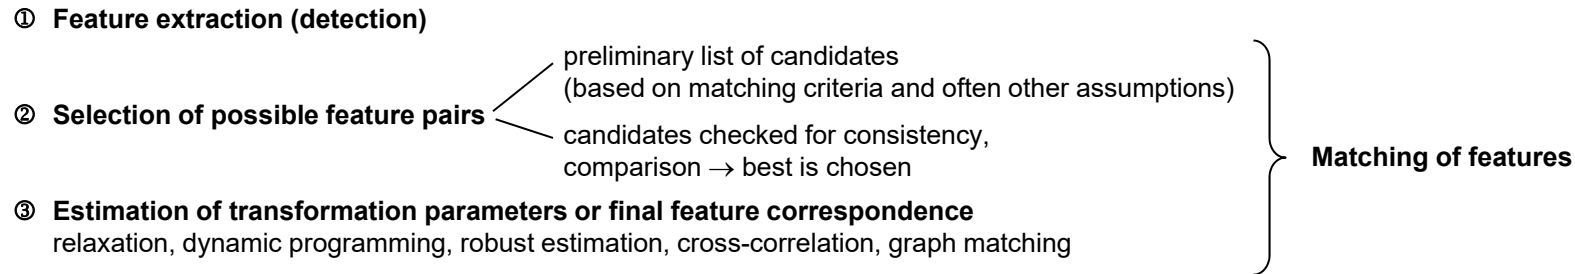 ① Feature extraction (detection)
preliminary list of candidates
(based on matching criteria and often other assumptions)
② Selection of possible feature pairs
candidates checked for consistency,
comparison → best is chosen
Matching of features
③ Estimation of transformation parameters or final feature correspondence
relaxation, dynamic programming, robust estimation, cross-correlation, graph matching